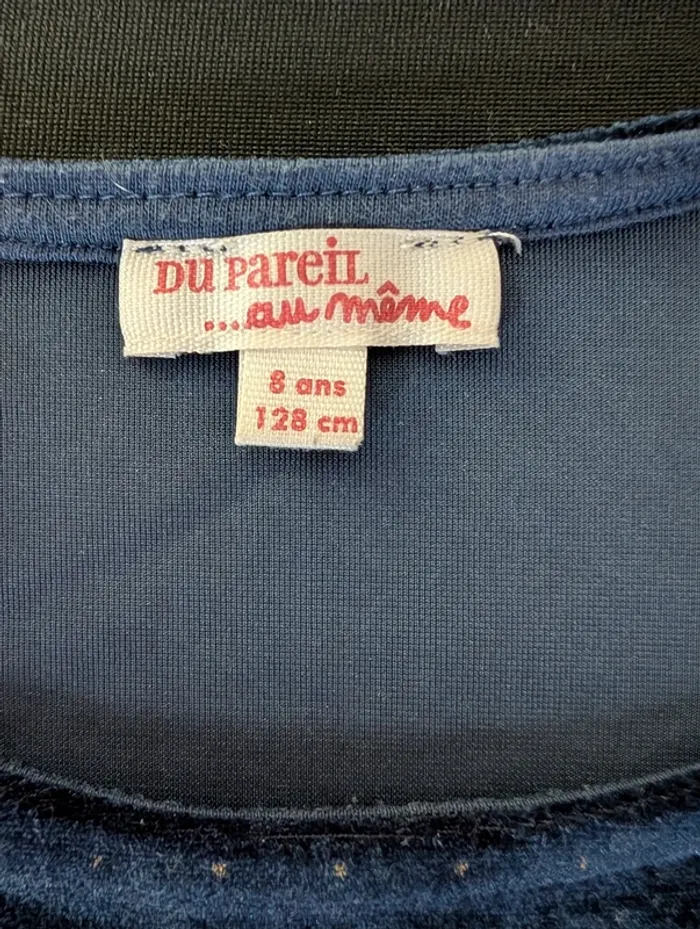 DU PAREIL
...au même
8 ans
128 cm